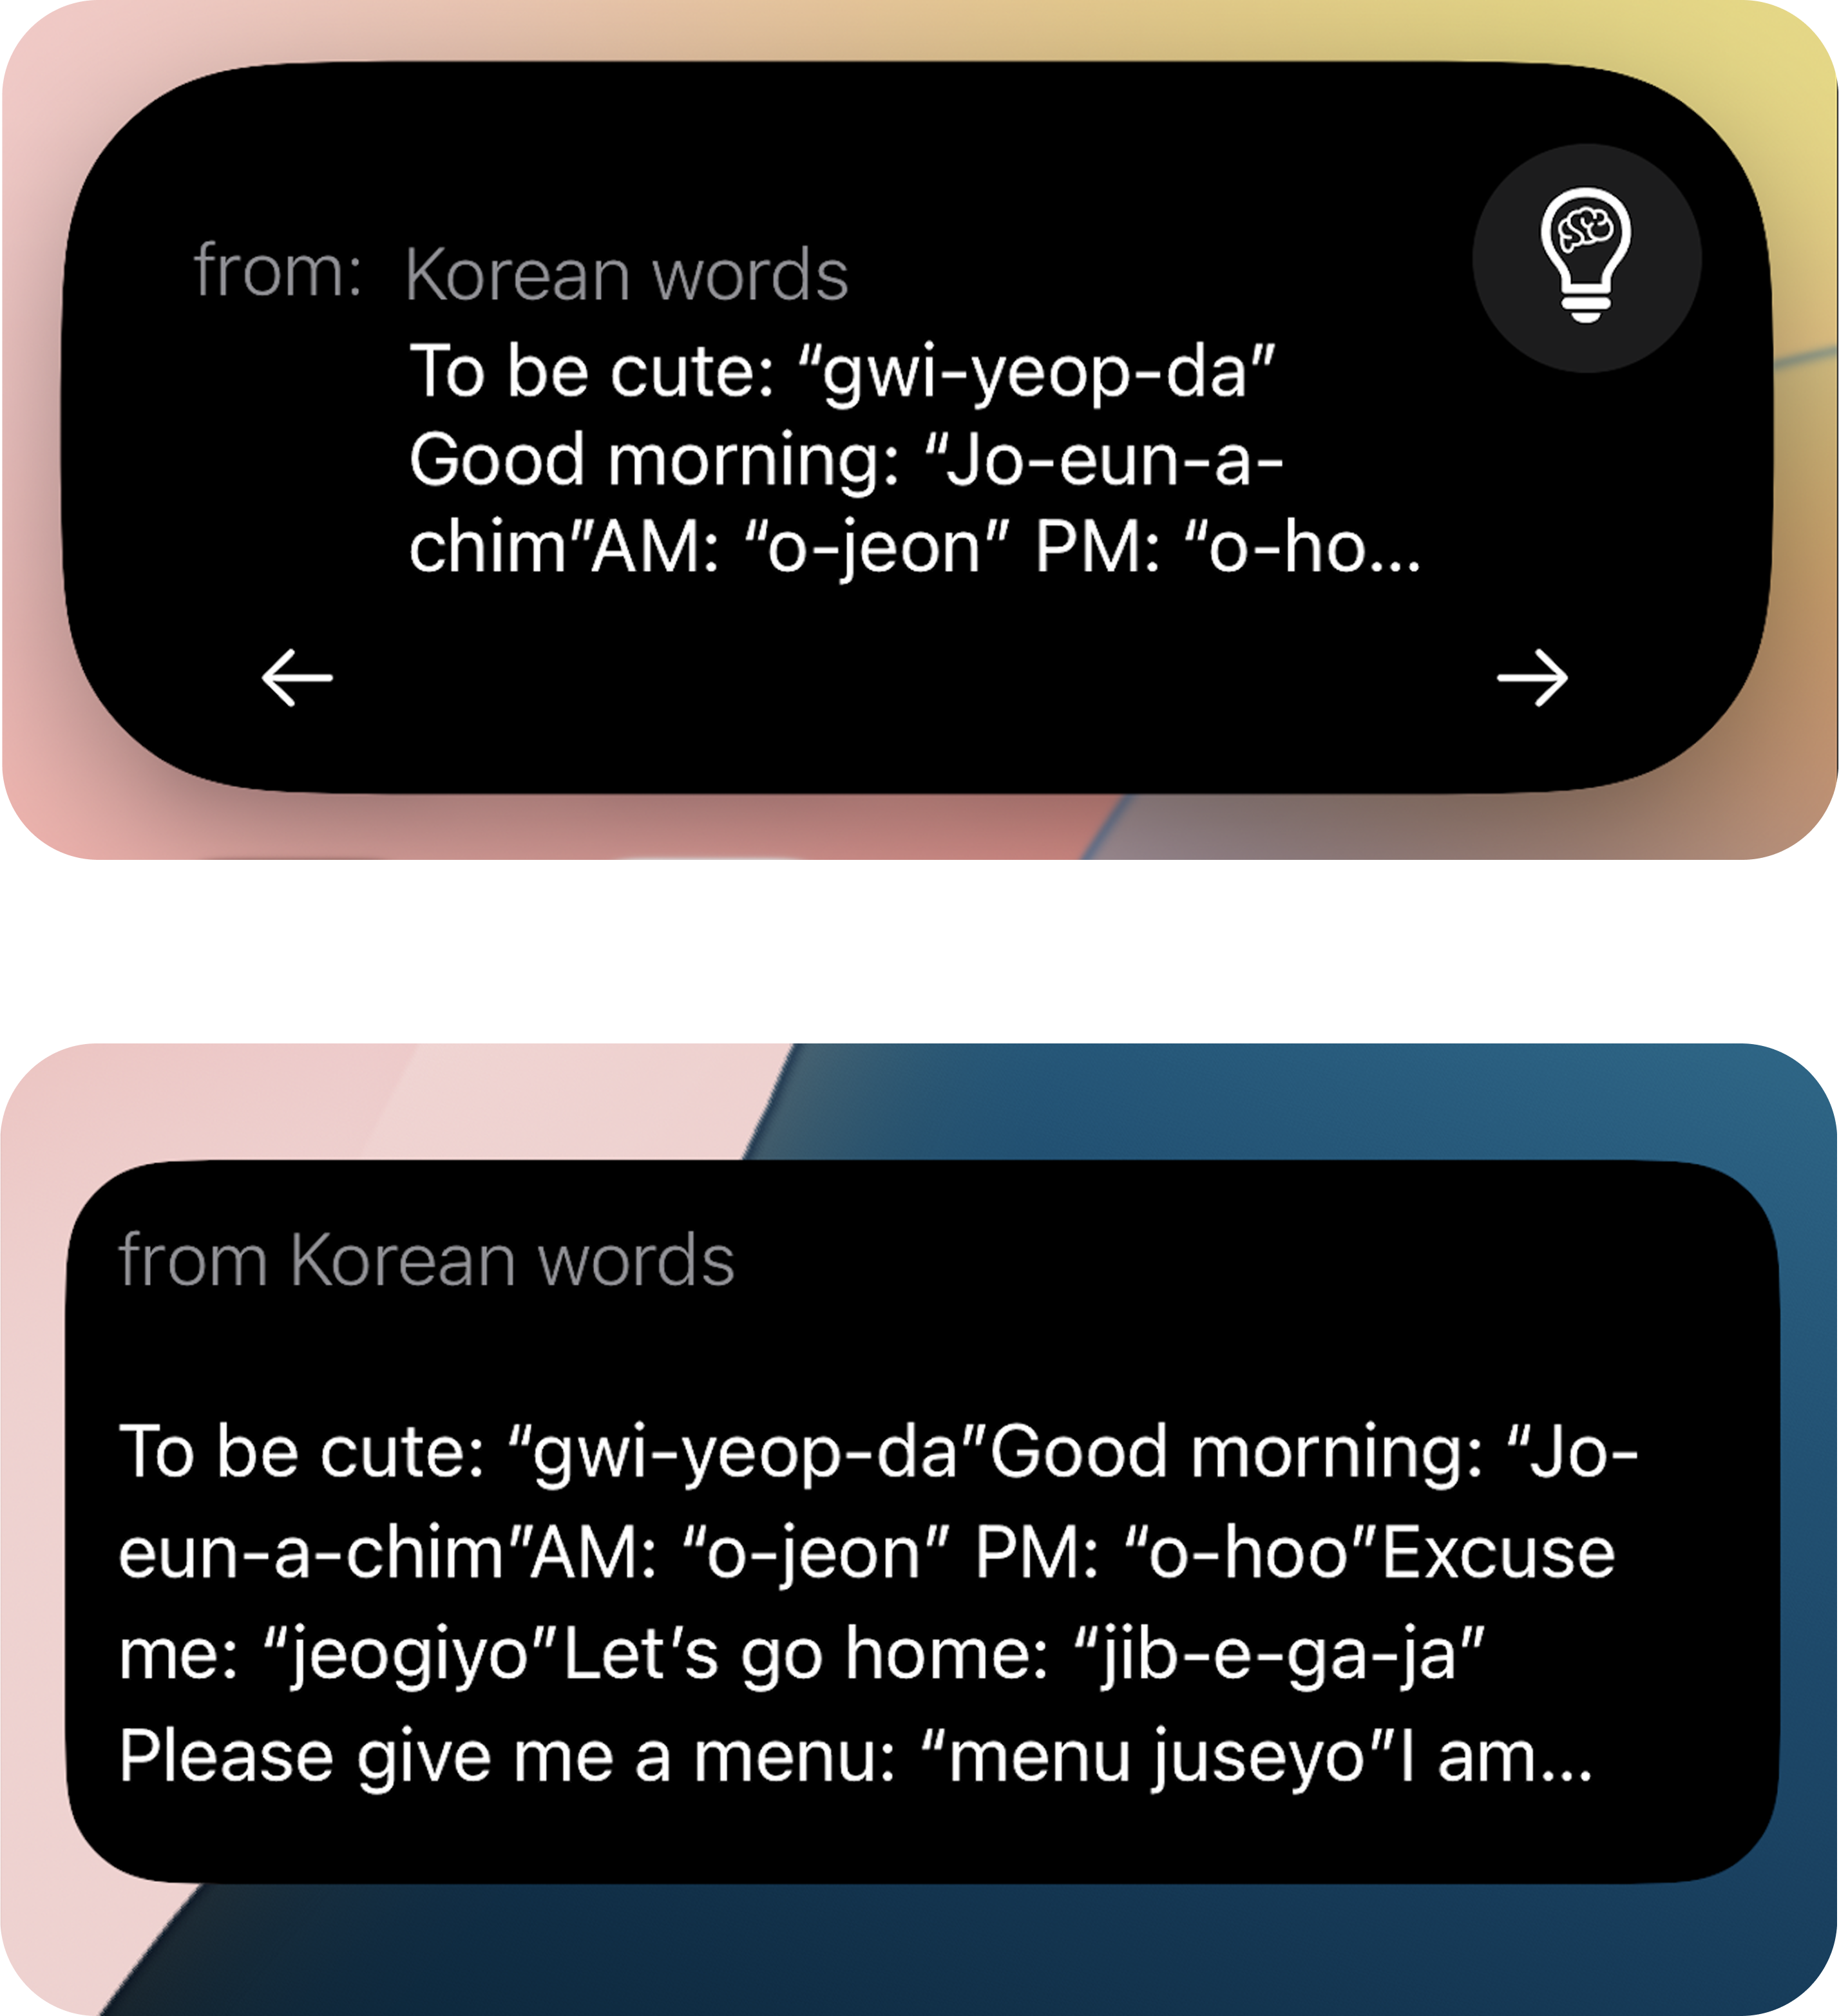 from: Korean words
To be cute: “gwi-yeop-da”
Good morning: “Jo-eun-a-
chim”AM: “o-jeon” PM: “o-ho...
from Korean words
To be cute: “gwi-yeop-da”Good morning: “Jo-
eun-a-chim”AM: “o-jeon” PM: “o-hoo”Excuse
me: “jeogiyo”Let’s go home: “jib-e-ga-ja”
Please give me a menu: “menu juseyo”I am...